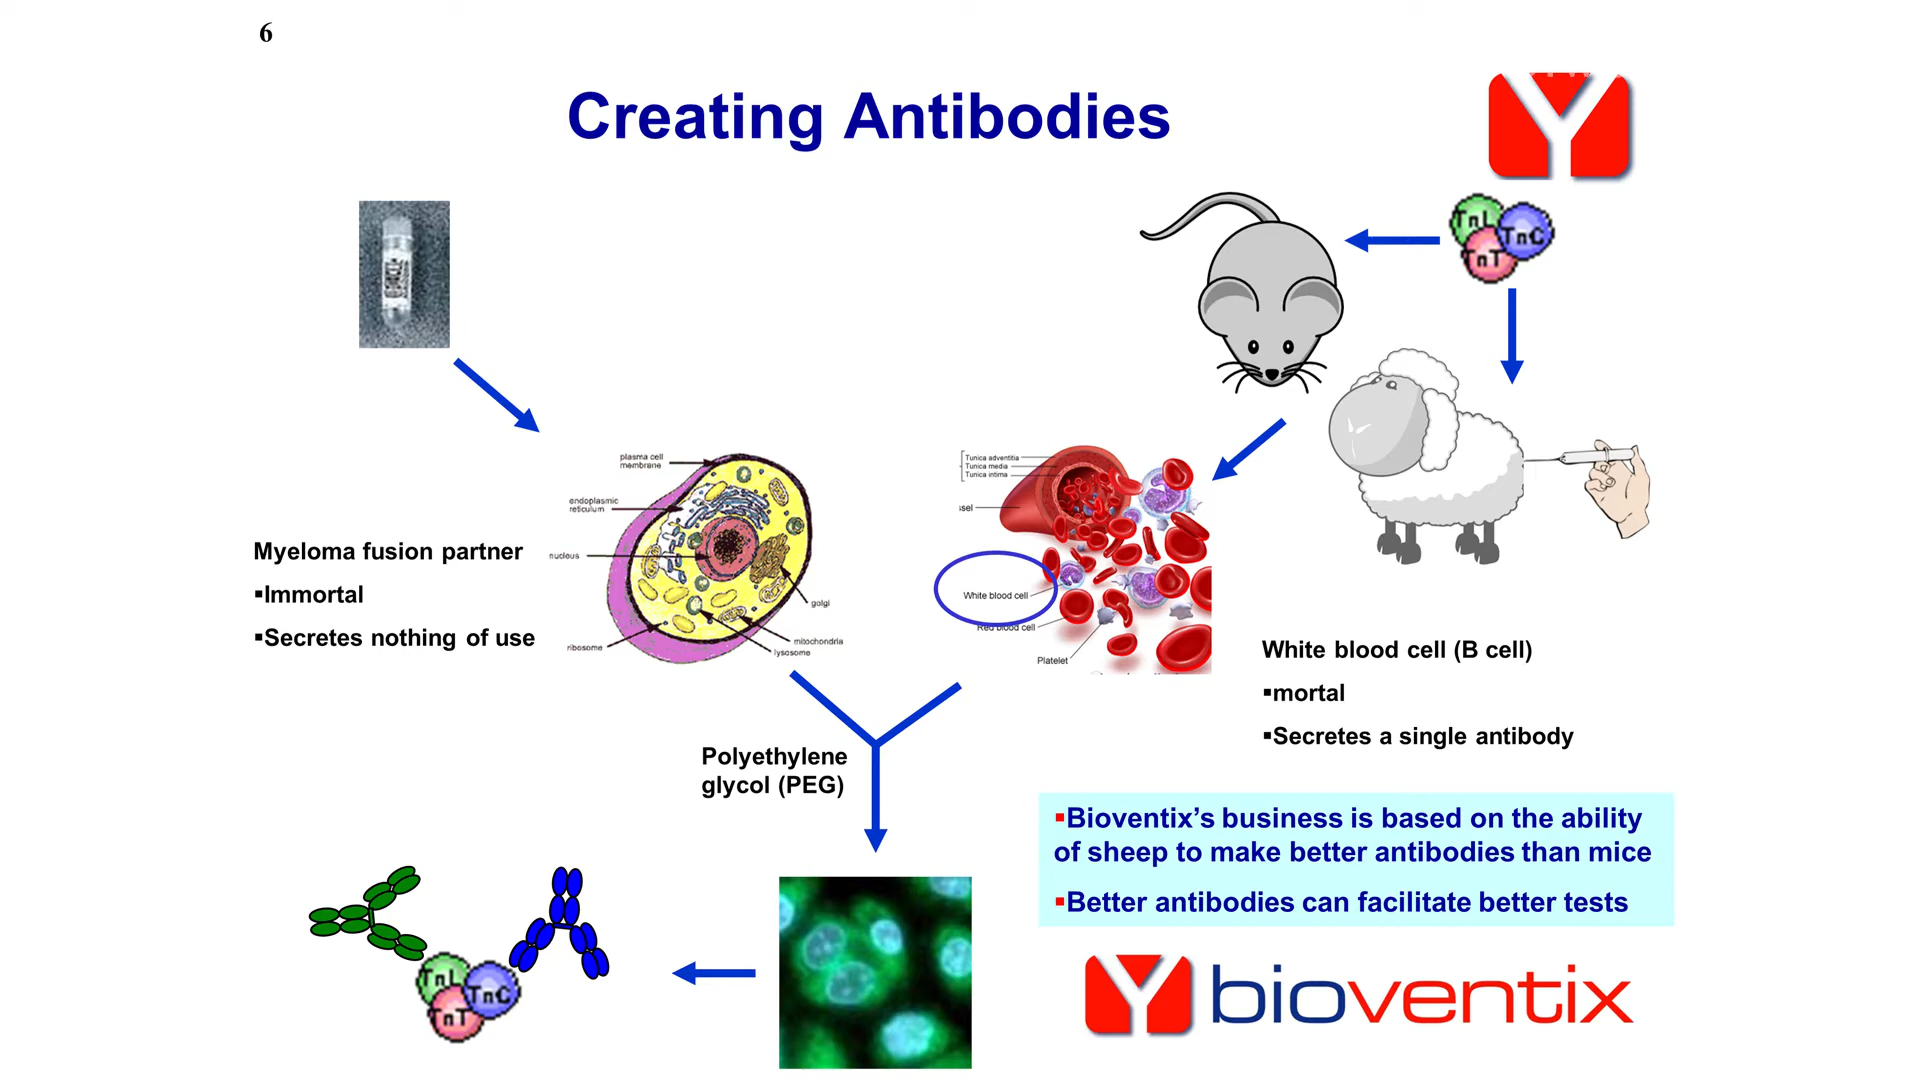 6
Creating Antibodies
TnL
TnC
TnT
plasma cell
membrane
endoplasmic
reticulum
nucleus
ribosome
golgi
mitochondria
lysosome
Tunica adventitia
Tunica media
Tunica intima
ssel
White blood cell
Red blood cell
Platelet
Myeloma fusion partner
▪Immortal
▪Secretes nothing of use
White blood cell (B cell)
▪mortal
▪Secretes a single antibody
Polyethylene
glycol (PEG)
▪Bioventix’s business is based on the ability
of sheep to make better antibodies than mice
▪Better antibodies can facilitate better tests
TnL
TnC
TnT
bioventix